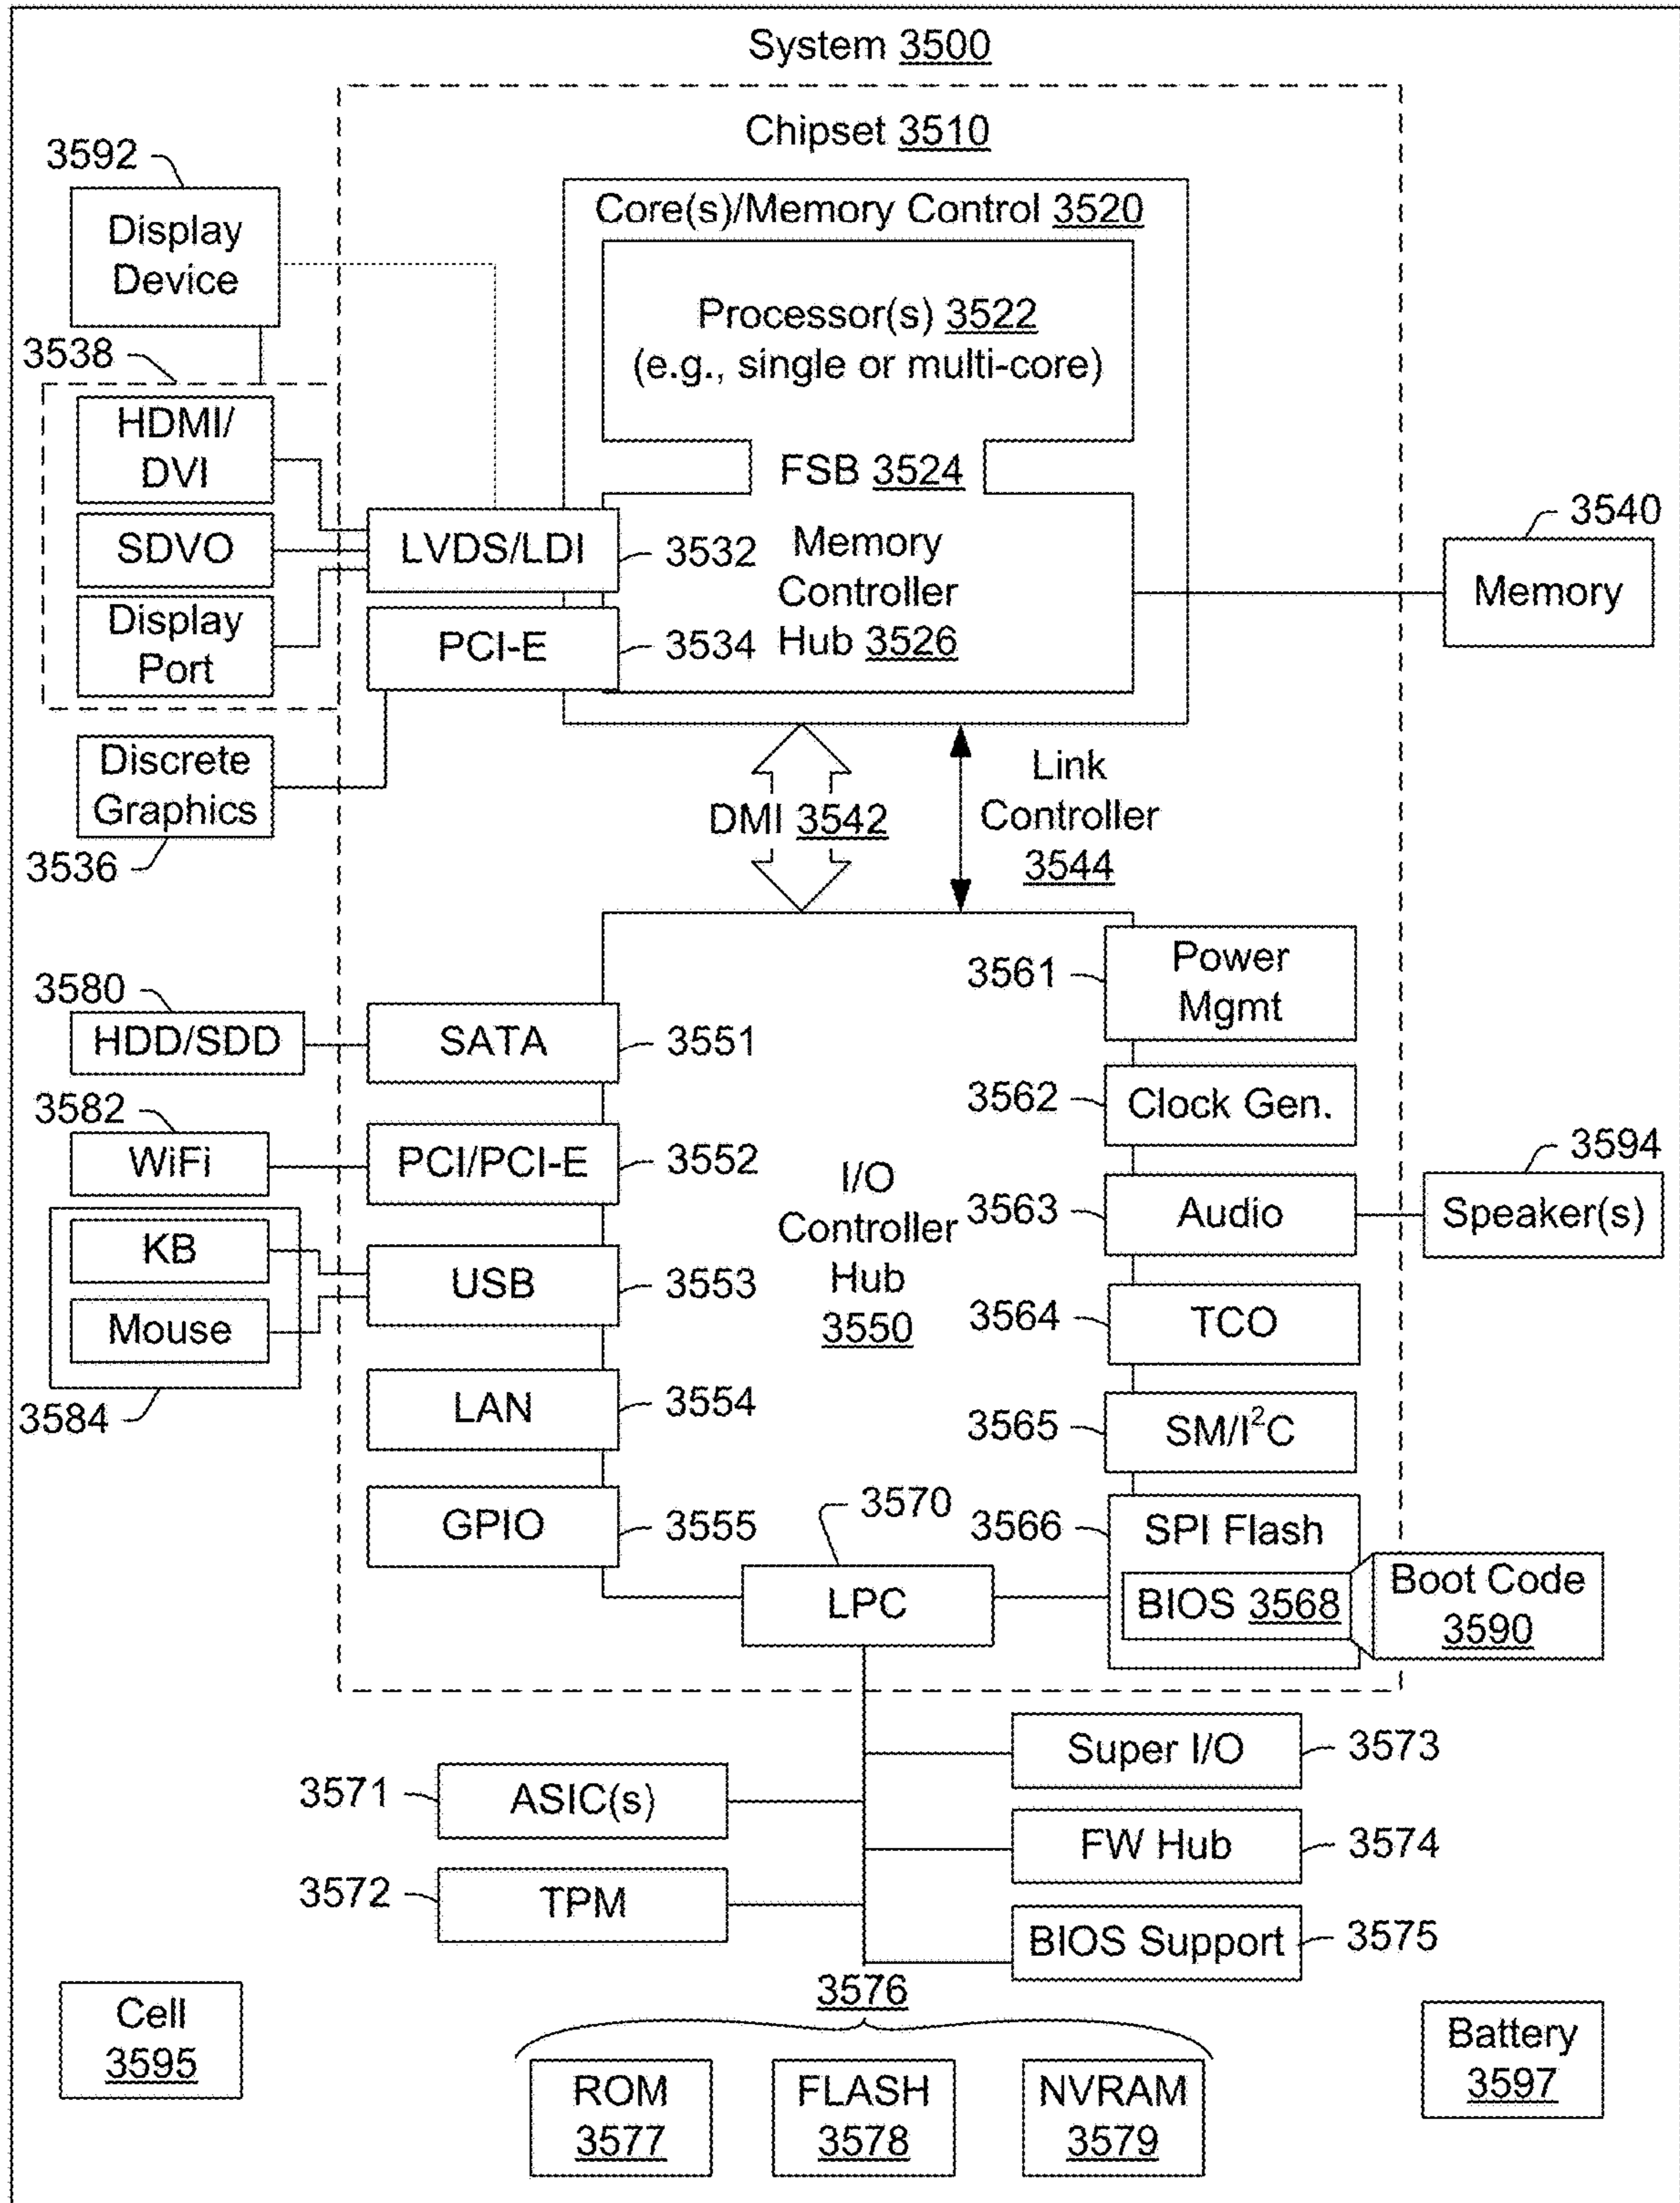 System 3500
Chipset 3510
3592
Display
Device
Core(s)/Memory Control 3520
Processor(s) 3522
(e.g., single or multi-core)
3538
HDMI/
DVI
SDVO
Display
Port
FSB 3524
LVDS/LDI
3532
PCI-E
3534
Memory
Controller
Hub 3526
3540
Memory
Discrete
Graphics
3536
DMI 3542
Link
Controller
3544
3580
HDD/SDD
SATA
3551
3582
WiFi
PCI/PCI-E
3552
KB
Mouse
3584
USB
3553
LAN
3554
GPIO
3555
I/O
Controller
Hub
3550
3561
Power
Mgmt
3562
Clock Gen.
3563
Audio
3594
Speaker(s)
3564
TCO
3565
SM/I²C
3566
SPI Flash
BIOS 3568
Boot Code
3590
3570
LPC
3571
ASIC(s)
3572
TPM
Super I/O
3573
FW Hub
3574
BIOS Support
3575
Cell
3595
3576
ROM
3577
FLASH
3578
NVRAM
3579
Battery
3597